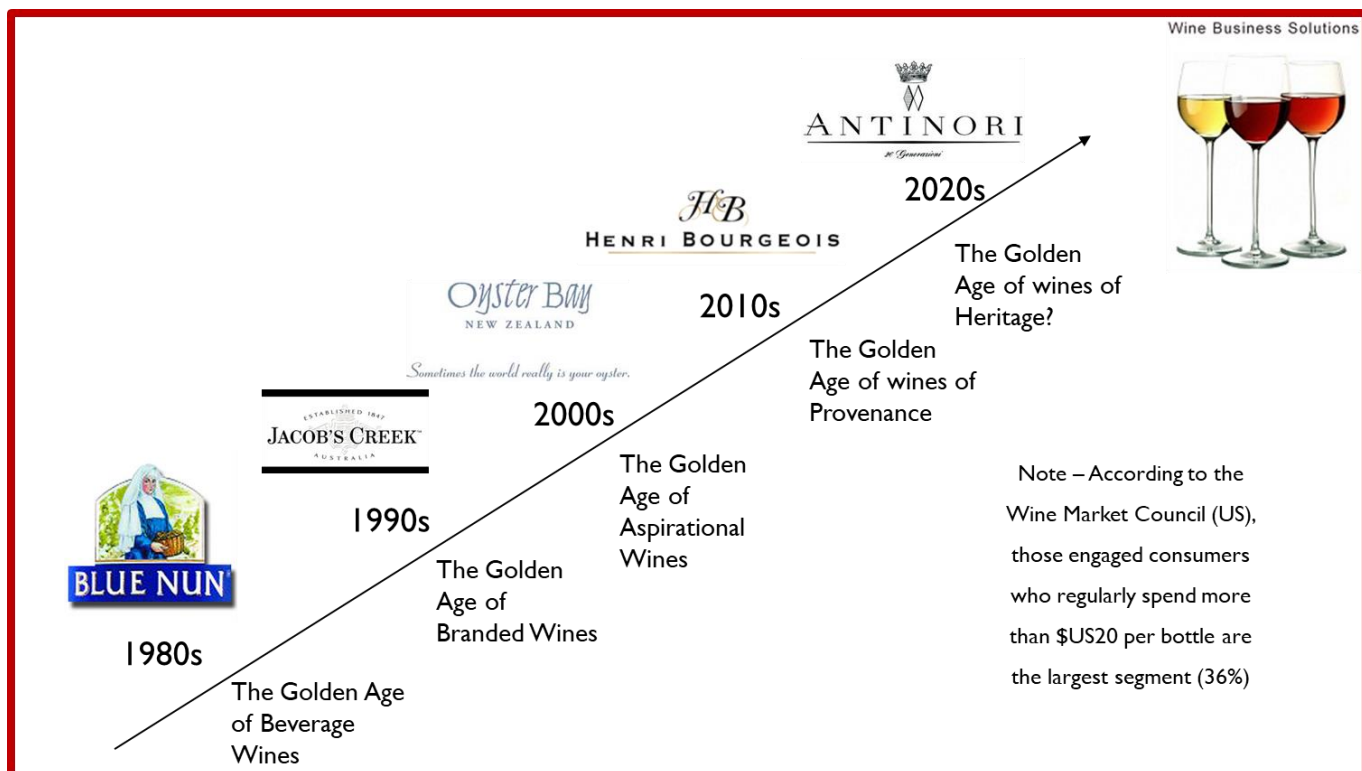 Wine Business Solutions
ANTINORI
26 Generazioni
2020s
HB
HENRI BOURGEOIS
The Golden
Age of wines of
Heritage?
OYSTER BAY
NEW ZEALAND
Sometimes the world really is your oyster.
2010s
The Golden
Age of wines of
Provenance
ESTABLISHED 1847
JACOB'S CREEK™
AUSTRALIA
2000s
The Golden
Age of
Aspirational
Wines
Note – According to the
Wine Market Council (US),
those engaged consumers
who regularly spend more
than $US20 per bottle are
the largest segment (36%)
BLUE NUN®
1990s
The Golden
Age of
Branded Wines
1980s
The Golden Age
of Beverage
Wines